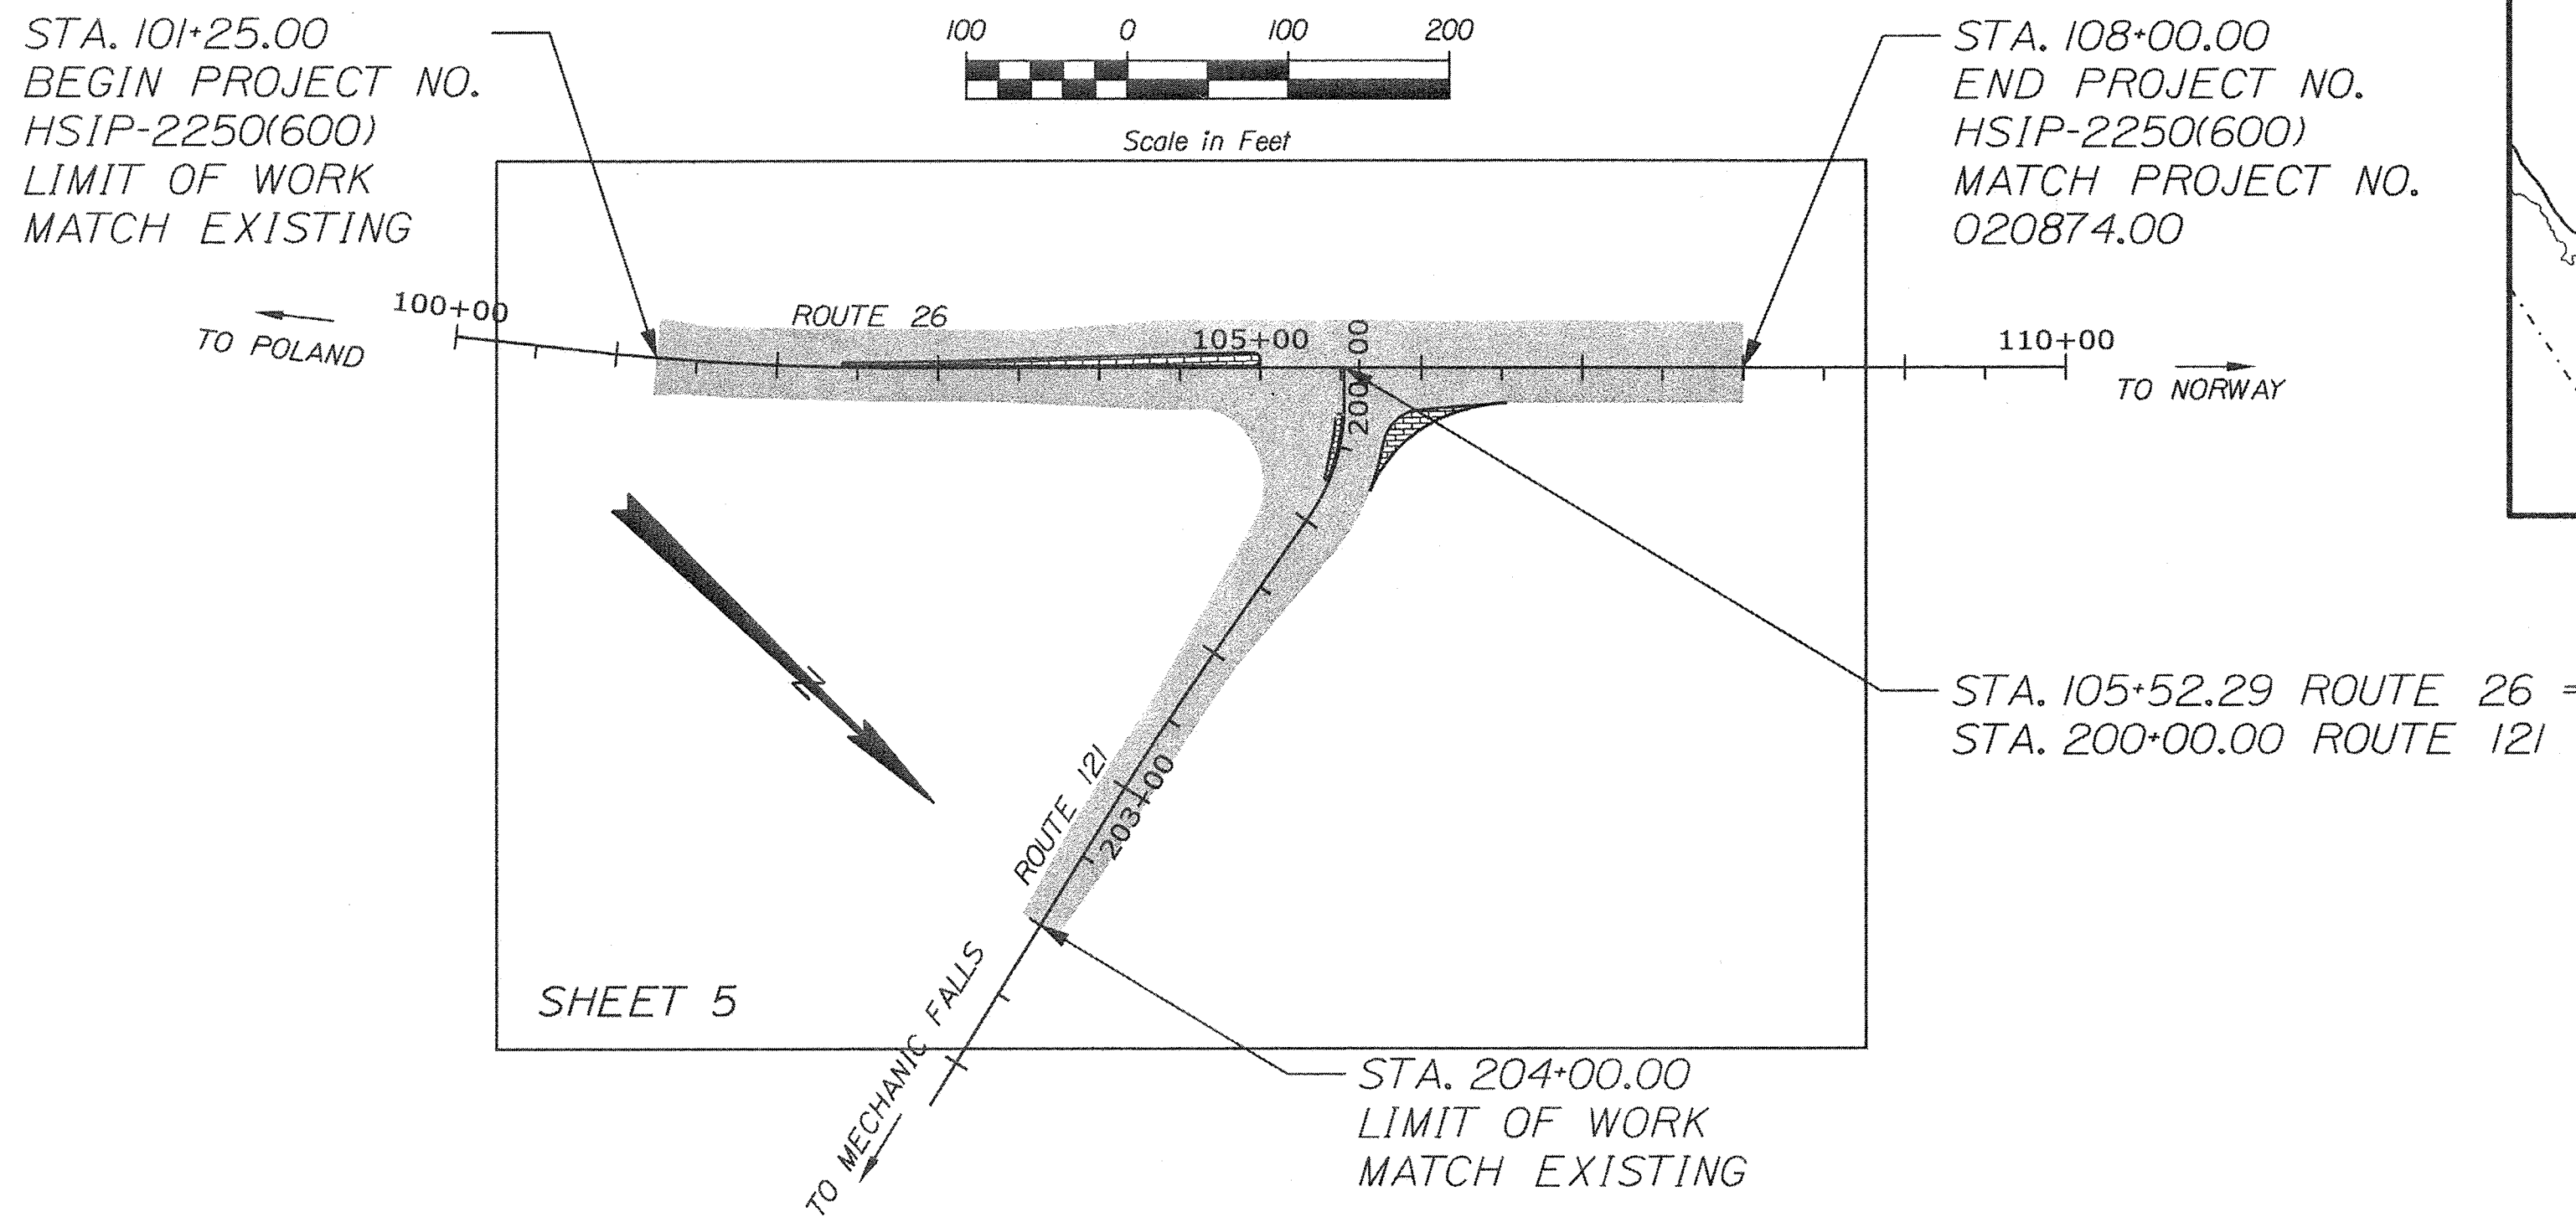 STA. 101+25.00
BEGIN PROJECT NO.
HSIP-2250(600)
LIMIT OF WORK
MATCH EXISTING
100 0 100 200
Scale in Feet
STA. 108+00.00
END PROJECT NO.
HSIP-2250(600)
MATCH PROJECT NO.
020874.00
TO POLAND
100+00
ROUTE 26
105+00
200+00
110+00
TO NORWAY
STA. 105+52.29 ROUTE 26 =
STA. 200+00.00 ROUTE 121
ROUTE 121
203+00
N
SHEET 5
TO MECHANIC FALLS
STA. 204+00.00
LIMIT OF WORK
MATCH EXISTING